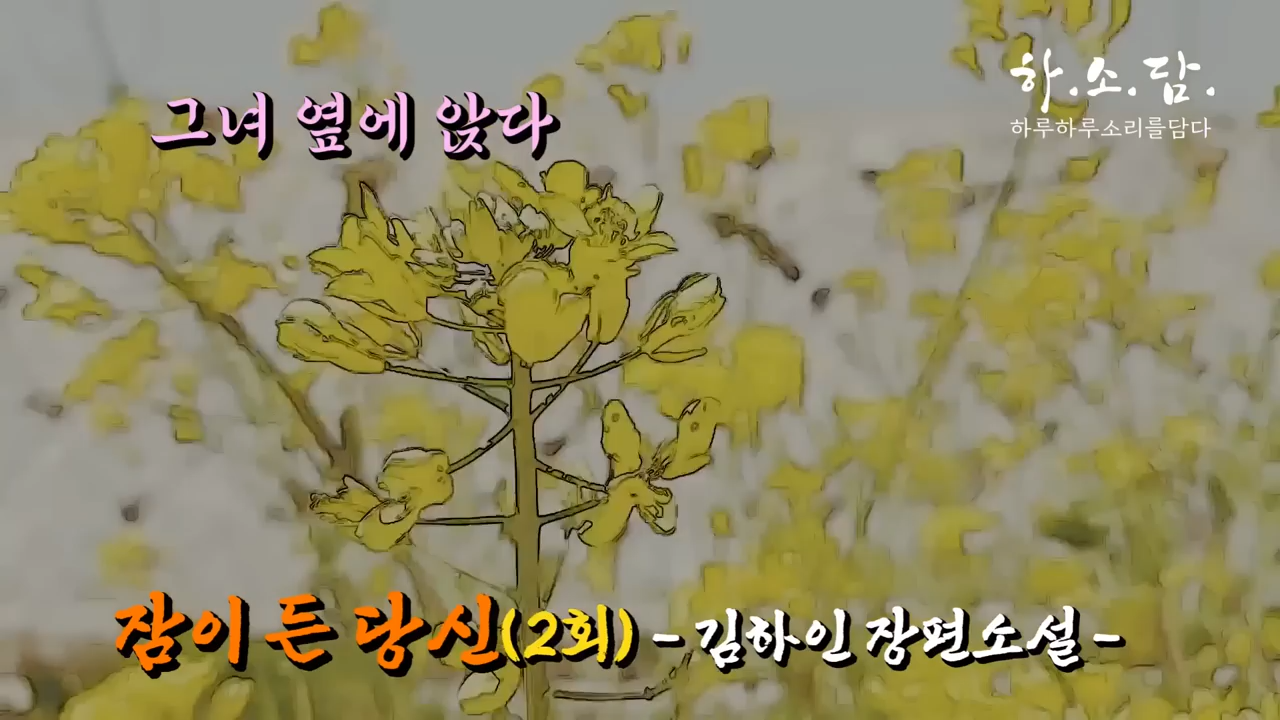 그녀 옆에 앉다
하.소.담.
하루하루소리를담다
잠이 든 당신(2회) - 김하인 장편소설 -